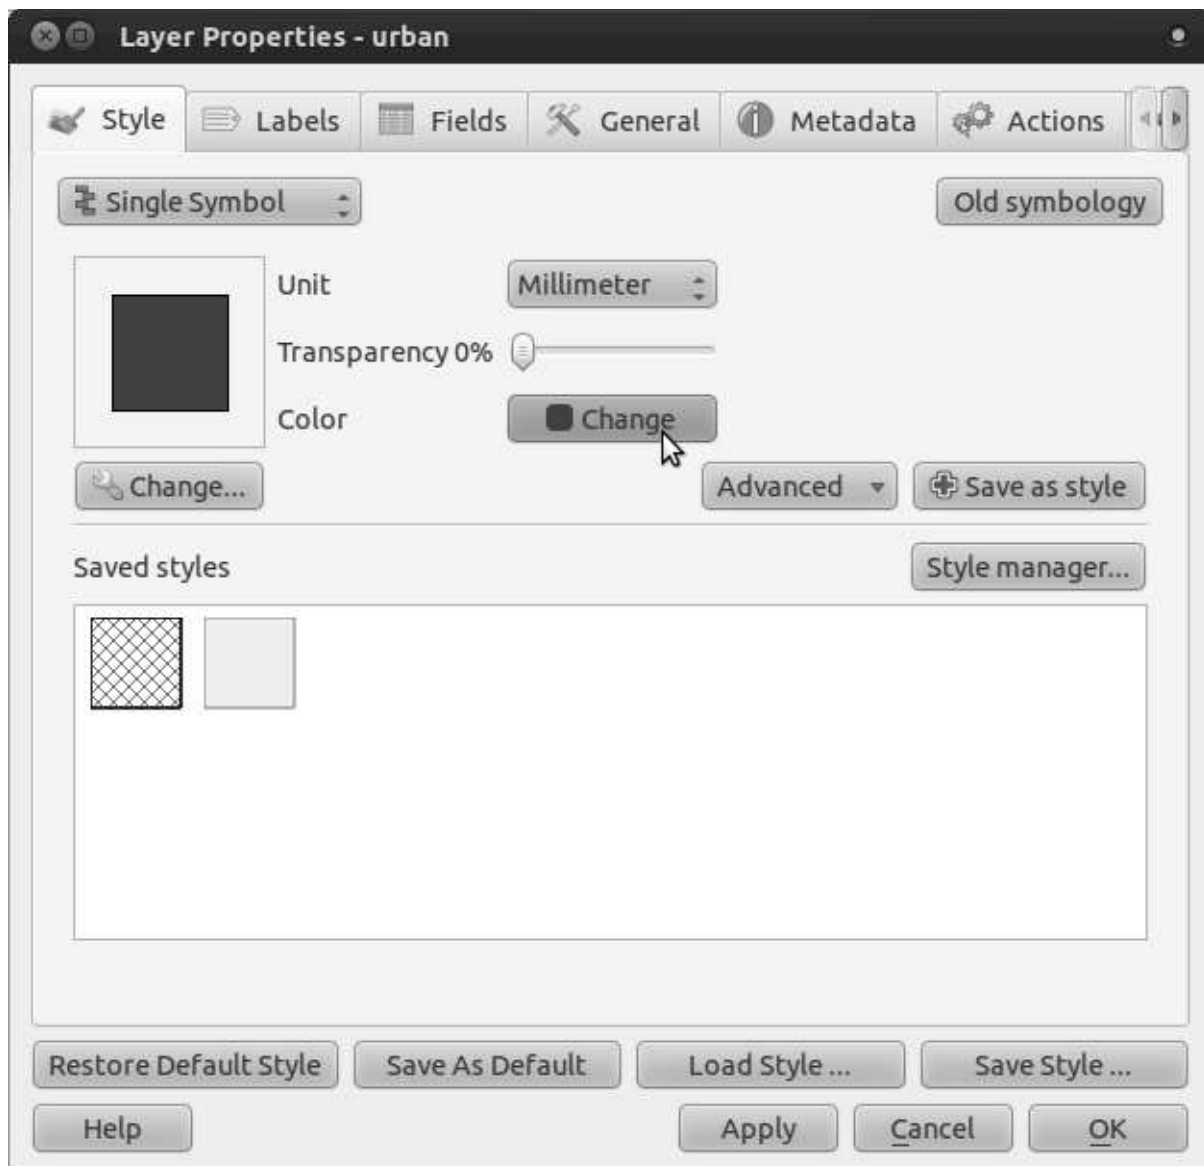 Layer Properties - urban
Style Labels Fields General Metadata Actions
Single Symbol Old symbology
Unit Millimeter
Transparency 0%
Color Change
Change... Advanced Save as style
Saved styles Style manager...
Restore Default Style Save As Default Load Style ... Save Style ...
Help Apply Cancel OK